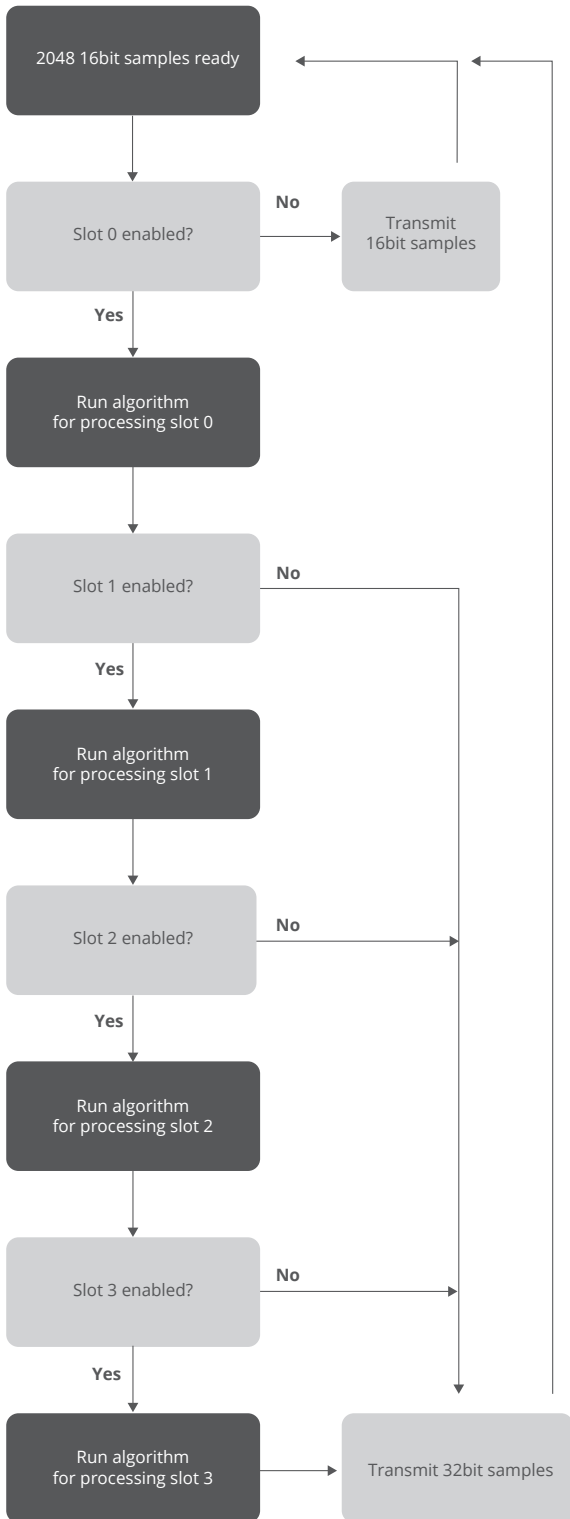 2048 16bit samples ready
Slot 0 enabled?
No
Transmit
16bit samples
Yes
Run algorithm
for processing slot 0
Slot 1 enabled?
No
Yes
Run algorithm
for processing slot 1
Slot 2 enabled?
No
Yes
Run algorithm
for processing slot 2
Slot 3 enabled?
No
Yes
Run algorithm
for processing slot 3
Transmit 32bit samples